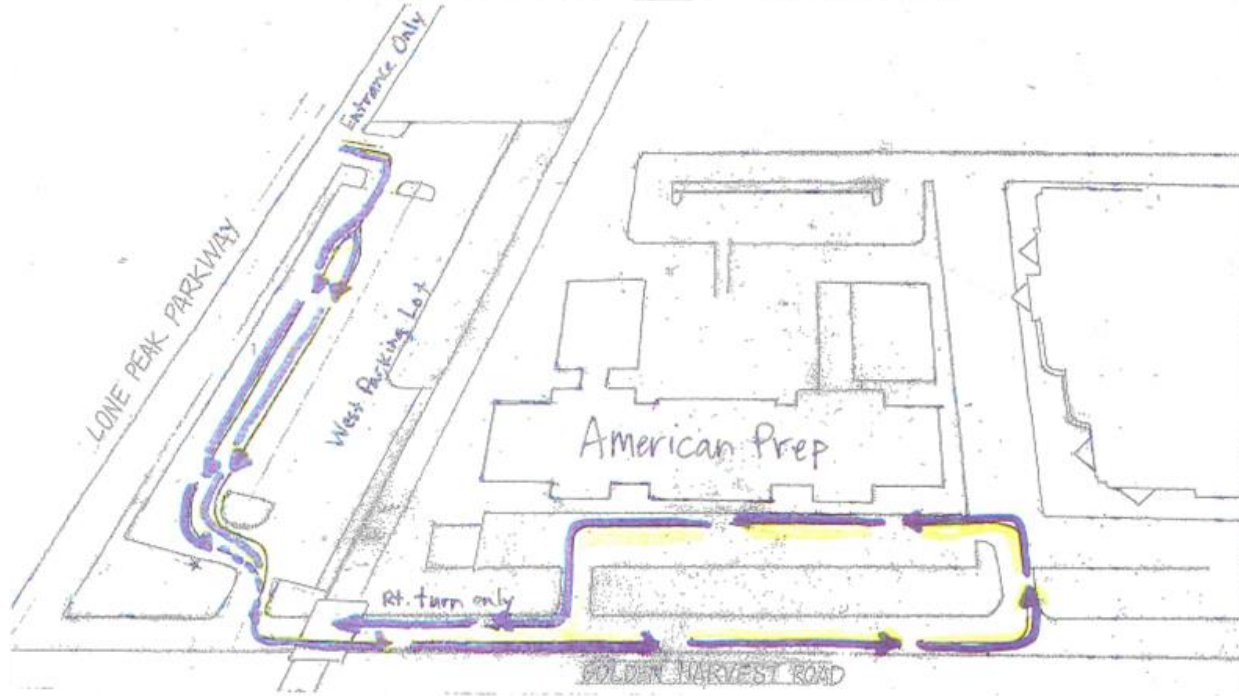 Entrance Only
LONE PEAK PARKWAY
West Parking Lot
American Prep
Rt. turn only
GOLDEN HARVEST ROAD